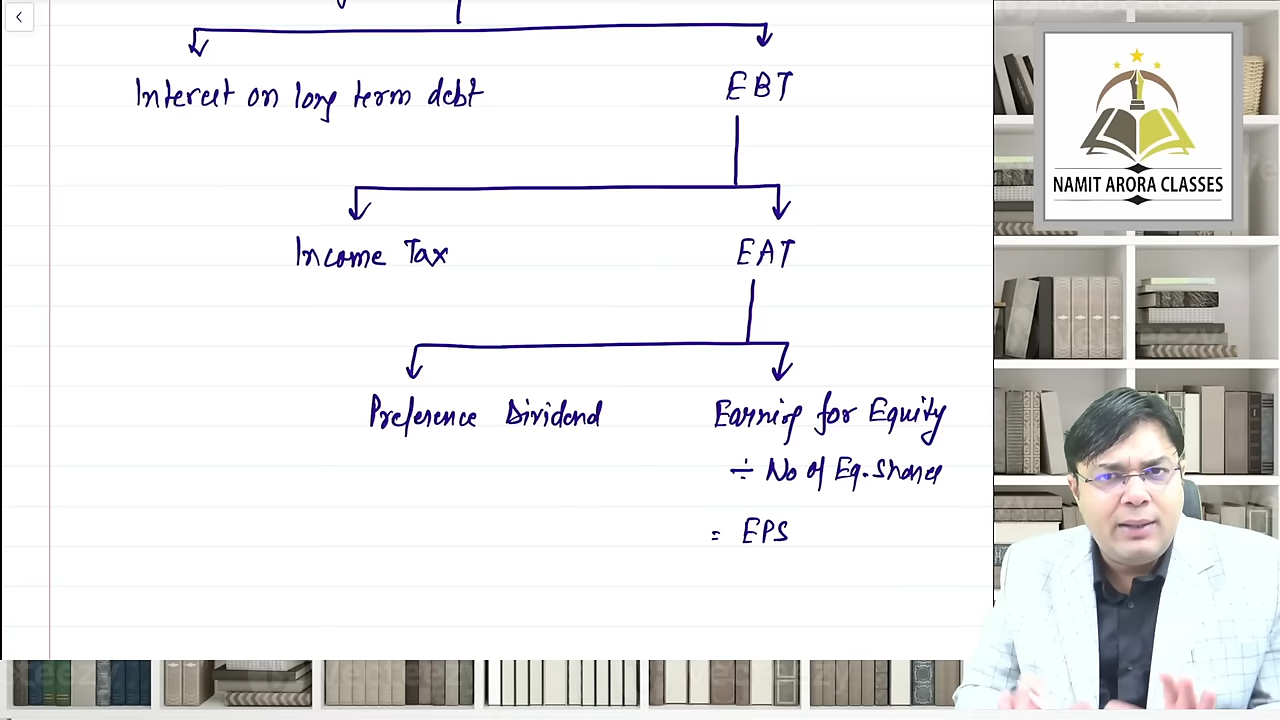 Interest on long term debt
EBT
Income Tax
EAT
Preference Dividend
Earning for Equity
÷ No of Eq. Shares
= EPS
NAMIT ARORA CLASSES